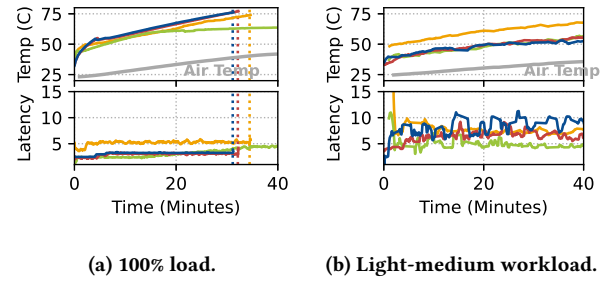 75
50
25
Temp (C)
Air Temp
15
10
5
Latency
0
20
40
Time (Minutes)
(a) 100% load.
75
50
25
Temp (C)
Air Temp
15
10
5
Latency
0
20
40
Time (Minutes)
(b) Light-medium workload.